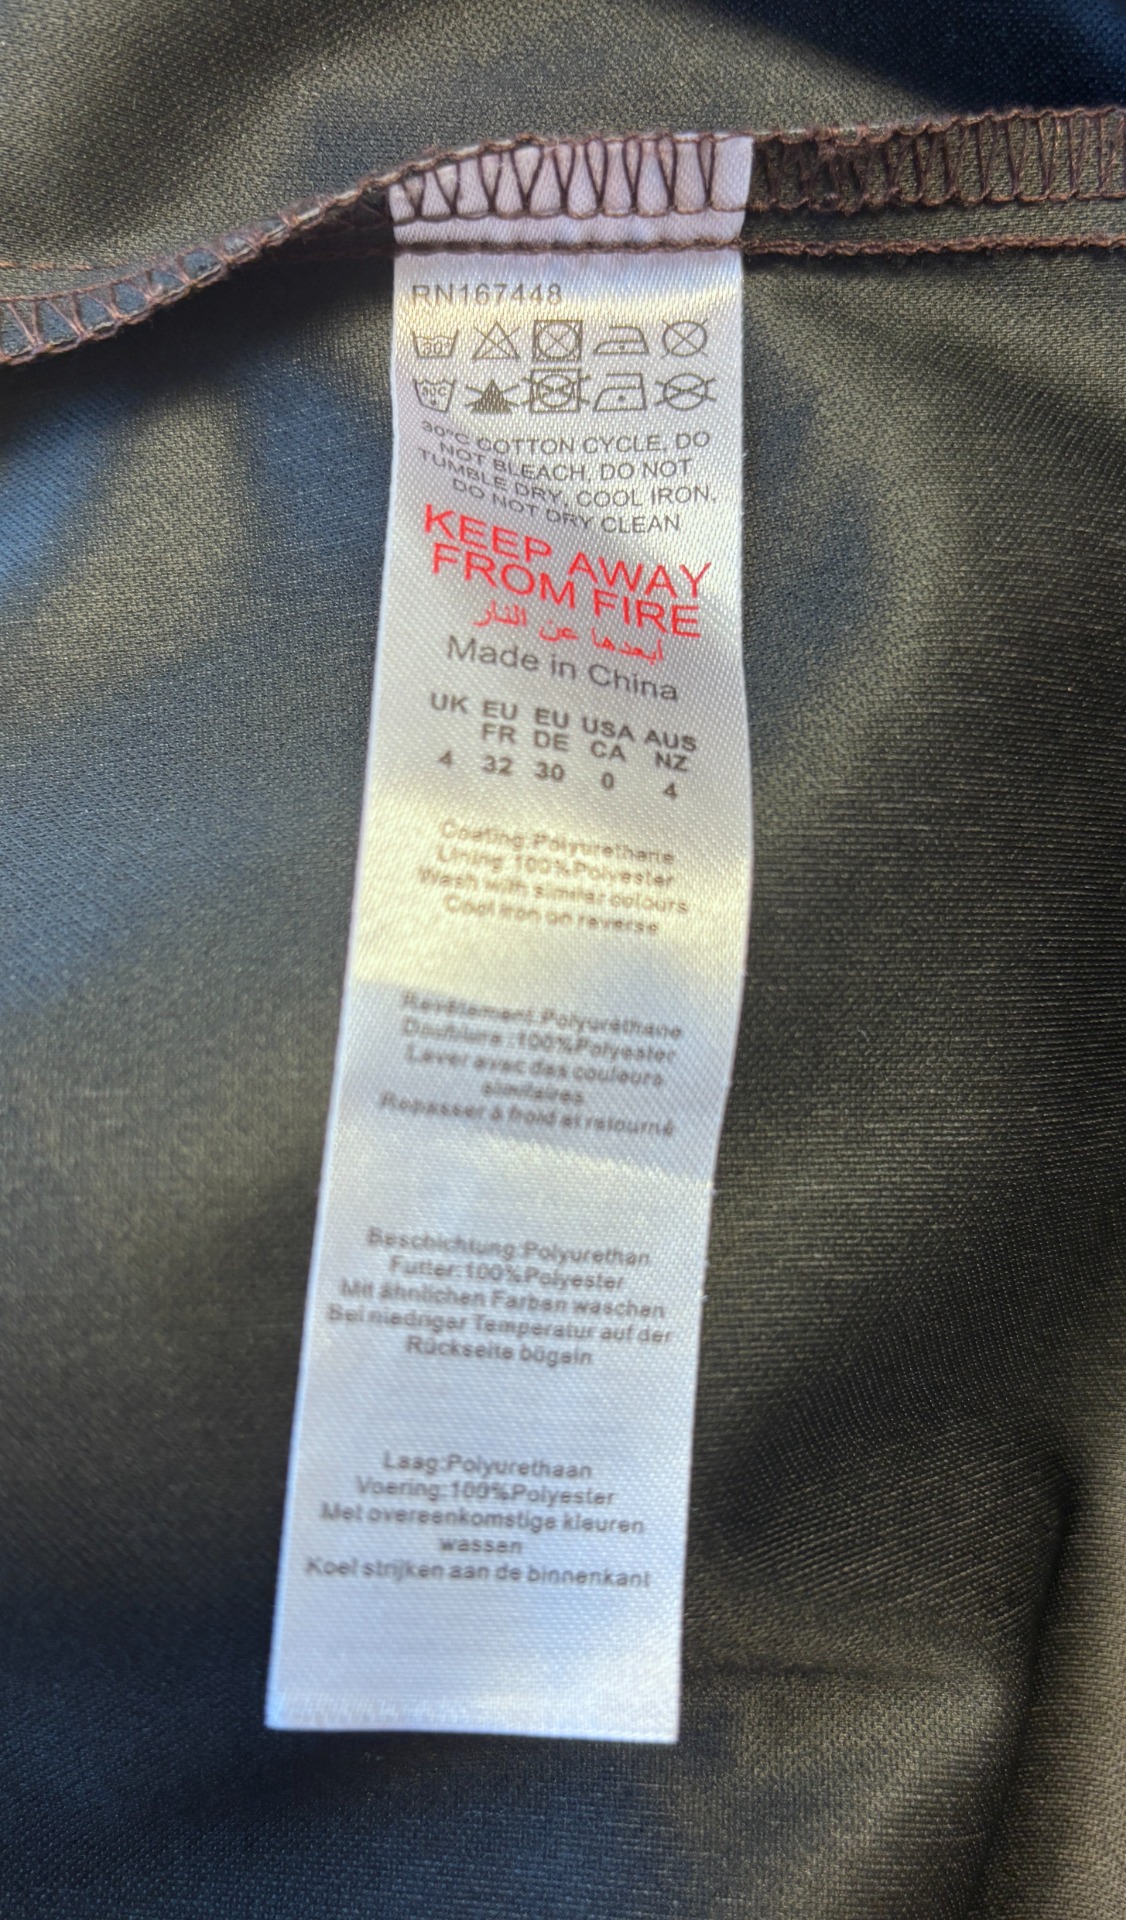 RN167448
30
30°C
30°C COTTON CYCLE, DO
NOT BLEACH, DO NOT
TUMBLE DRY, COOL IRON,
DO NOT DRY CLEAN
KEEP AWAY
FROM FIRE
أبعدها عن النار
Made in China
UK EU EU USA AUS
FR DE CA NZ
4 32 30 0 4
Coating:Polyurethane
Lining:100%Polyester
Wash with similar colours
Cool iron on reverse
Revêtement:Polyuréthane
Doublure :100%Polyester
Laver avec des couleurs
similaires
Repasser à froid et retourné
Beschichtung:Polyurethan
Futter:100%Polyester
Mit ähnlichen Farben waschen
Bei niedriger Temperatur auf der
Rückseite bügeln
Laag:Polyurethaan
Voering:100%Polyester
Met overeenkomstige kleuren
wassen
Koel strijken aan de binnenkant